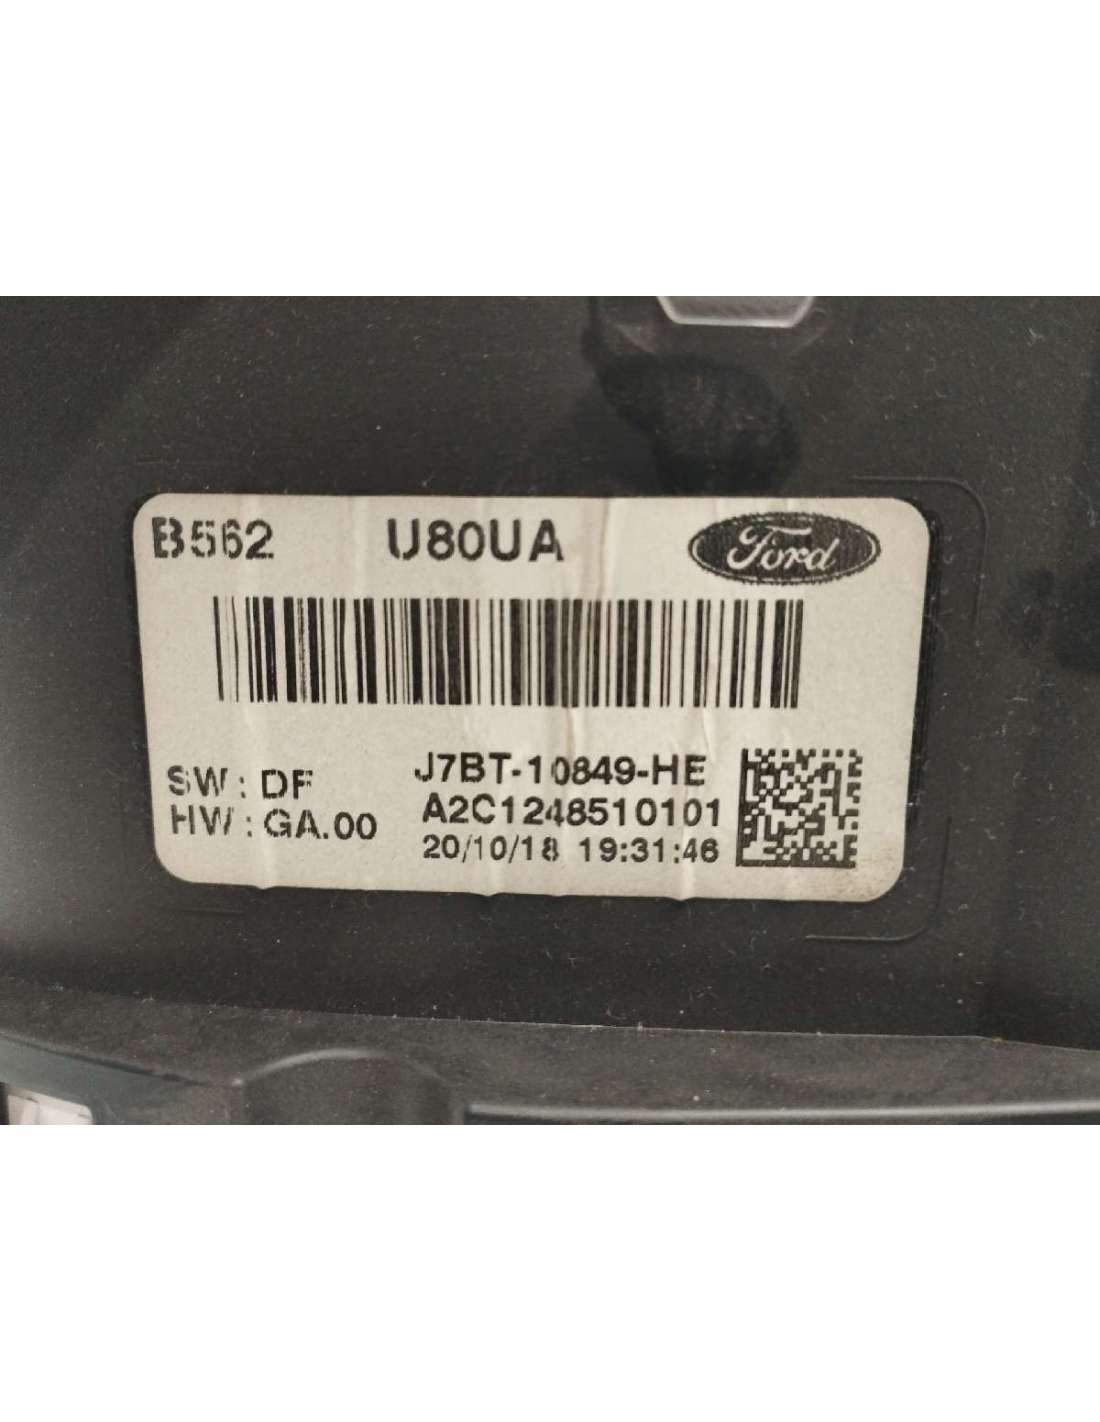 B562 U80UA Ford
SW : DF J7BT-10849-HE
HW : GA.00 A2C1248510101
20/10/18 19:31:46